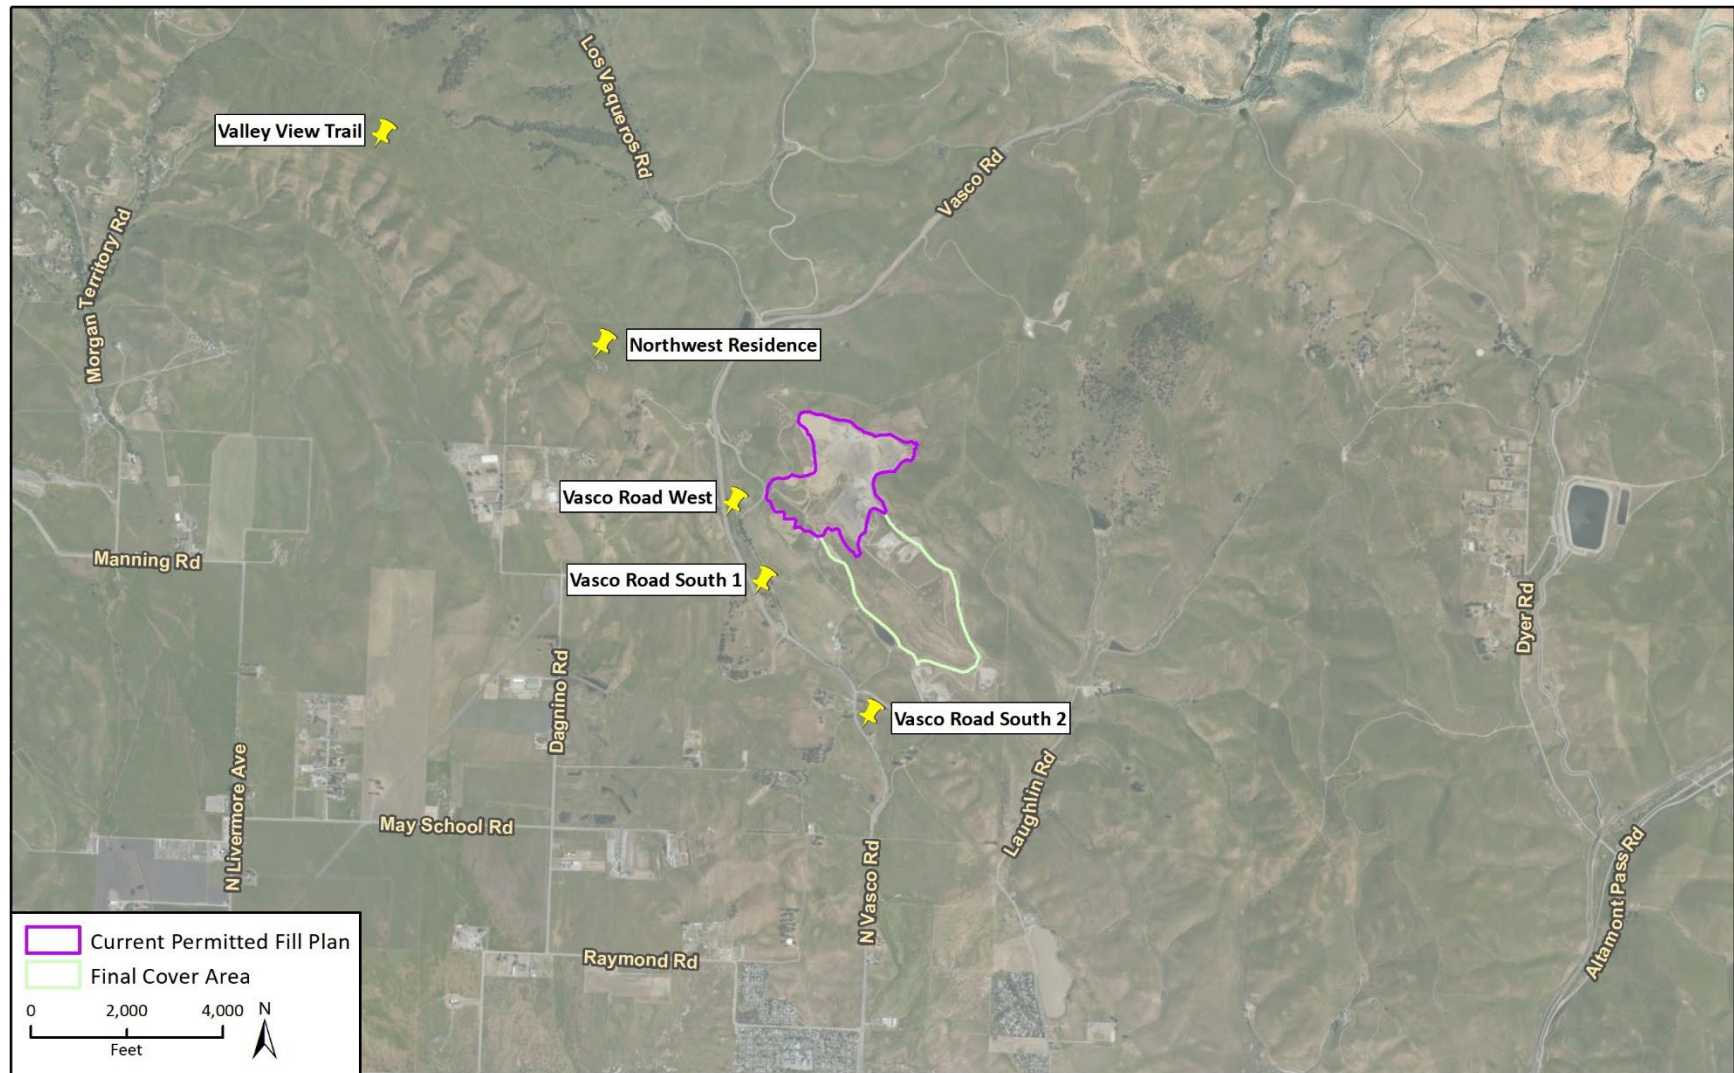 Los Vaqueros Rd
Valley View Trail
Vasco Rd
Morgan Territory Rd
Northwest Residence
Vasco Road West
Manning Rd
Vasco Road South 1
Dyer Rd
Dagnino Rd
Vasco Road South 2
Laughlin Rd
N Livermore Ave
May School Rd
N Vasco Rd
Altamont Pass Rd
Raymond Rd
Current Permitted Fill Plan
Final Cover Area
0 2,000 4,000 N
Feet